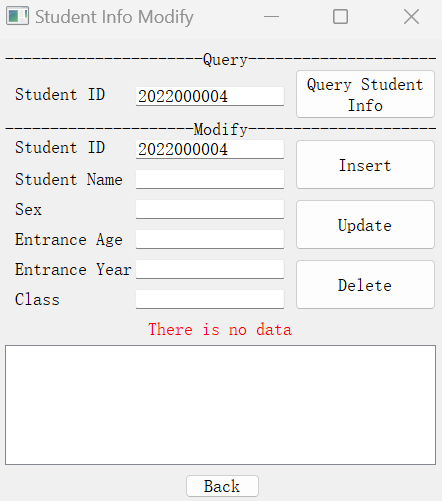 Student Info Modify
----------------------Query---------------------
Student ID 2022000004 Query Student Info
---------------------Modify---------------------
Student ID 2022000004
Insert
Student Name
Sex
Update
Entrance Age
Entrance Year
Delete
Class
There is no data
Back